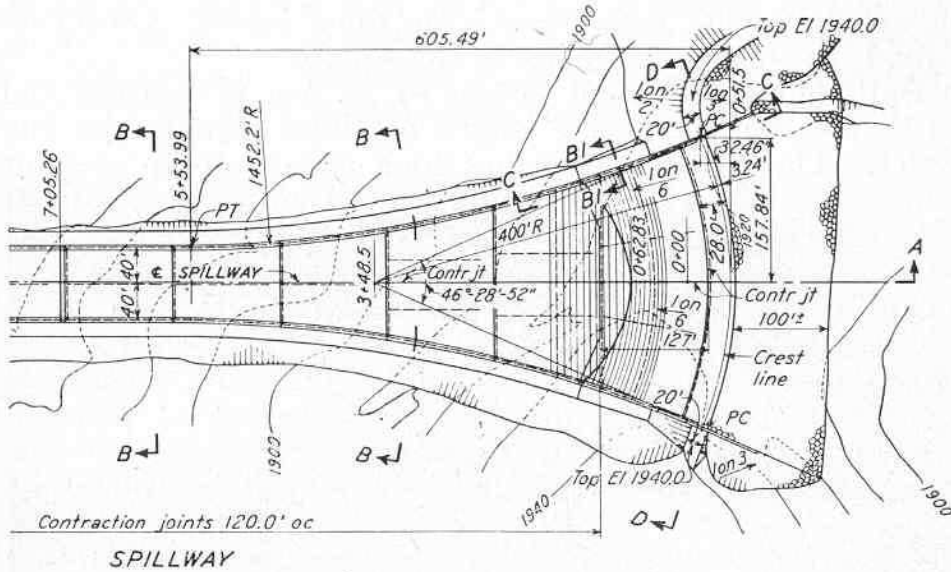 1900
Top El 1940.0
605.49'
D
C
0+51.5
1 on
2
1 on
3
20'
PC
B
B
B1
C
B1
1 on
6
32.46'
32.4'
7+05.26
5+53.99
1452.2' R
PT
400' R
0+62.83
0+00
28.0'
1920
157.84'
A
3+48.5
Contr jt
40' 40'
₵ SPILLWAY
46°-28'-52"
1 on
6
127'
Contr jt
100'±
Crest
line
20'
PC
B
1900
B
1940
Top El 1940.0
1 on 3
D
1900
Contraction joints 120.0' oc
SPILLWAY